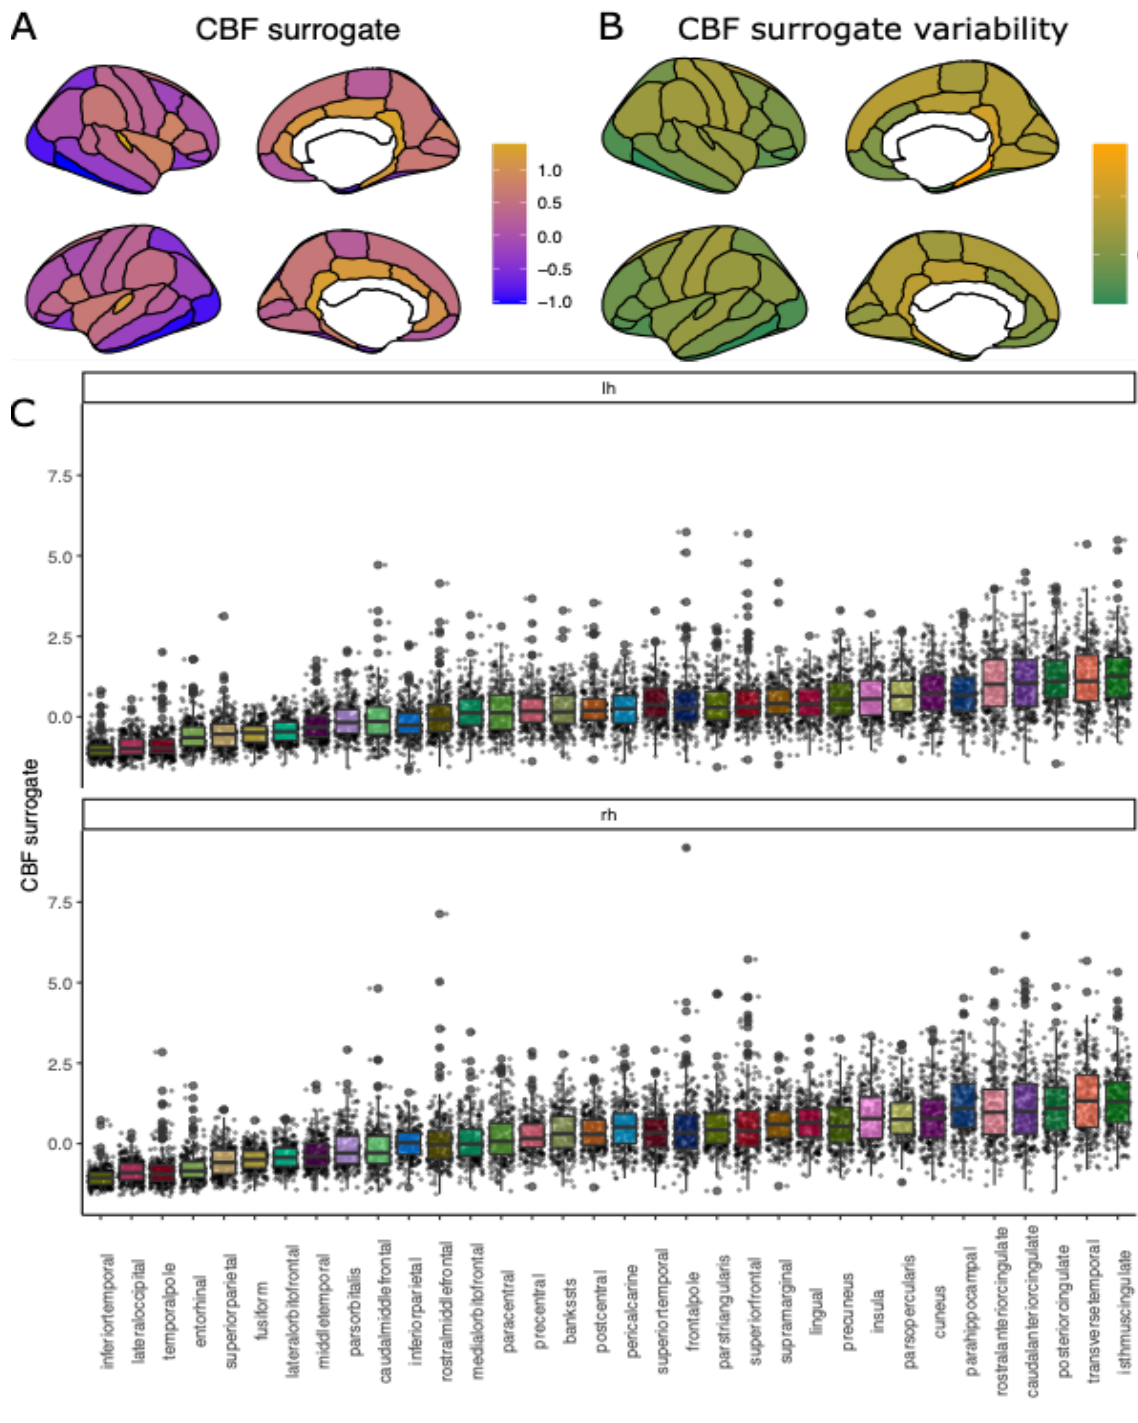 A
CBF surrogate
B
CBF surrogate variability
1.0
0.5
0.0
−0.5
−1.0
lh
C
7.5
5.0
2.5
0.0
CBF surrogate
rh
7.5
5.0
2.5
0.0
inferiortemporal
lateraloccipital
temporalpole
entorhinal
superiorparietal
fusiform
lateralorbitofrontal
middletemporal
parsorbitalis
caudalmiddlefrontal
inferiorparietal
rostralmiddlefrontal
medialorbitofrontal
paracentral
precentral
bankssts
postcentral
pericalcarine
superiortemporal
frontalpole
parstriangularis
superiorfrontal
supramarginal
lingual
precuneus
insula
parsopercularis
cuneus
parahippocampal
rostralanteriorcingulate
caudalanteriorcingulate
posteriorcingulate
transversetemporal
isthmuscingulate